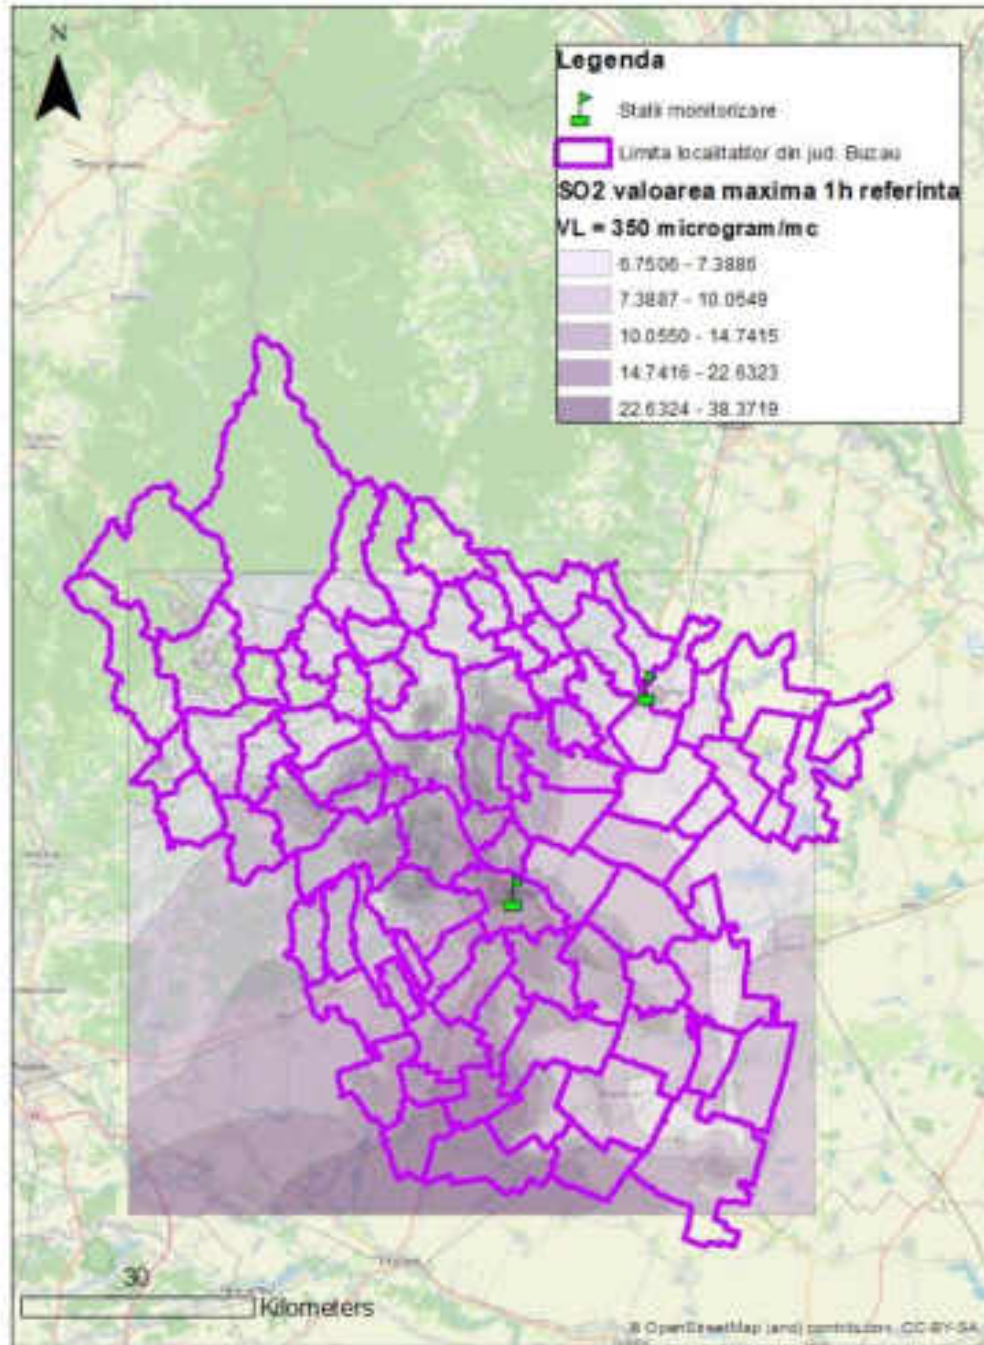 N
Legenda
Statii monitorizare
Limita localitatilor din jud. Buzau
SO2 valoarea maxima 1h referinta
VL = 350 microgram/mc
6.7506 - 7.3886
7.3887 - 10.0549
10.0550 - 14.7415
14.7416 - 22.6323
22.6324 - 38.3719
30
Kilometers
© OpenStreetMap (and) contributors, CC-BY-SA